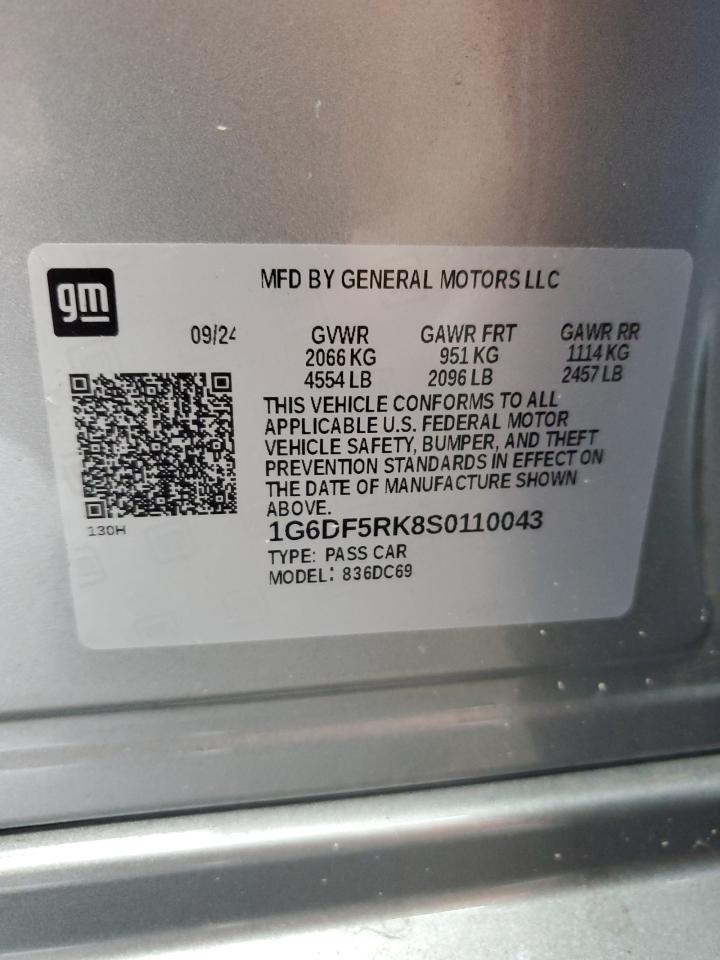 gm
MFD BY GENERAL MOTORS LLC
09/24 GVWR GAWR FRT GAWR RR
2066 KG 951 KG 1114 KG
4554 LB 2096 LB 2457 LB
THIS VEHICLE CONFORMS TO ALL
APPLICABLE U.S. FEDERAL MOTOR
VEHICLE SAFETY, BUMPER, AND THEFT
PREVENTION STANDARDS IN EFFECT ON
THE DATE OF MANUFACTURE SHOWN
ABOVE.
130H
1G6DF5RK8S0110043
TYPE: PASS CAR
MODEL: 836DC69